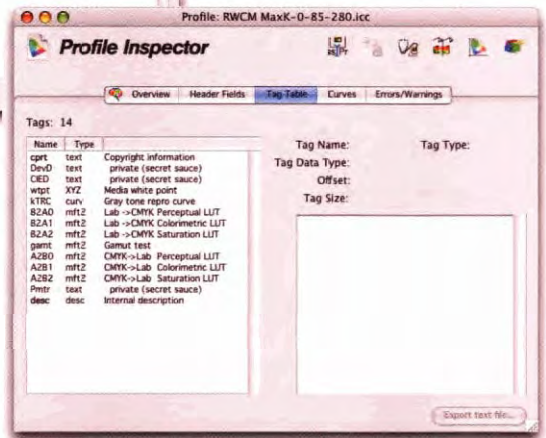 Profile: RWCM MaxK-0-85-280.icc
Profile Inspector
Overview Header Fields Tag Table Curves Errors/Warnings
Tags: 14
Name Type
cprt text Copyright information
DevD text private (secret sauce)
CIED text private (secret sauce)
wtpt XYZ Media white point
kTRC curv Gray tone repro curve
B2A0 mft2 Lab ->CMYK Perceptual LUT
B2A1 mft2 Lab ->CMYK Colorimetric LUT
B2A2 mft2 Lab ->CMYK Saturation LUT
gamt mft2 Gamut test
A2B0 mft2 CMYK->Lab Perceptual LUT
A2B1 mft2 CMYK->Lab Colorimetric LUT
A2B2 mft2 CMYK->Lab Saturation LUT
Pmtr text private (secret sauce)
desc desc Internal description
Tag Name: Tag Type:
Tag Data Type:
Offset:
Tag Size:
Export text file...